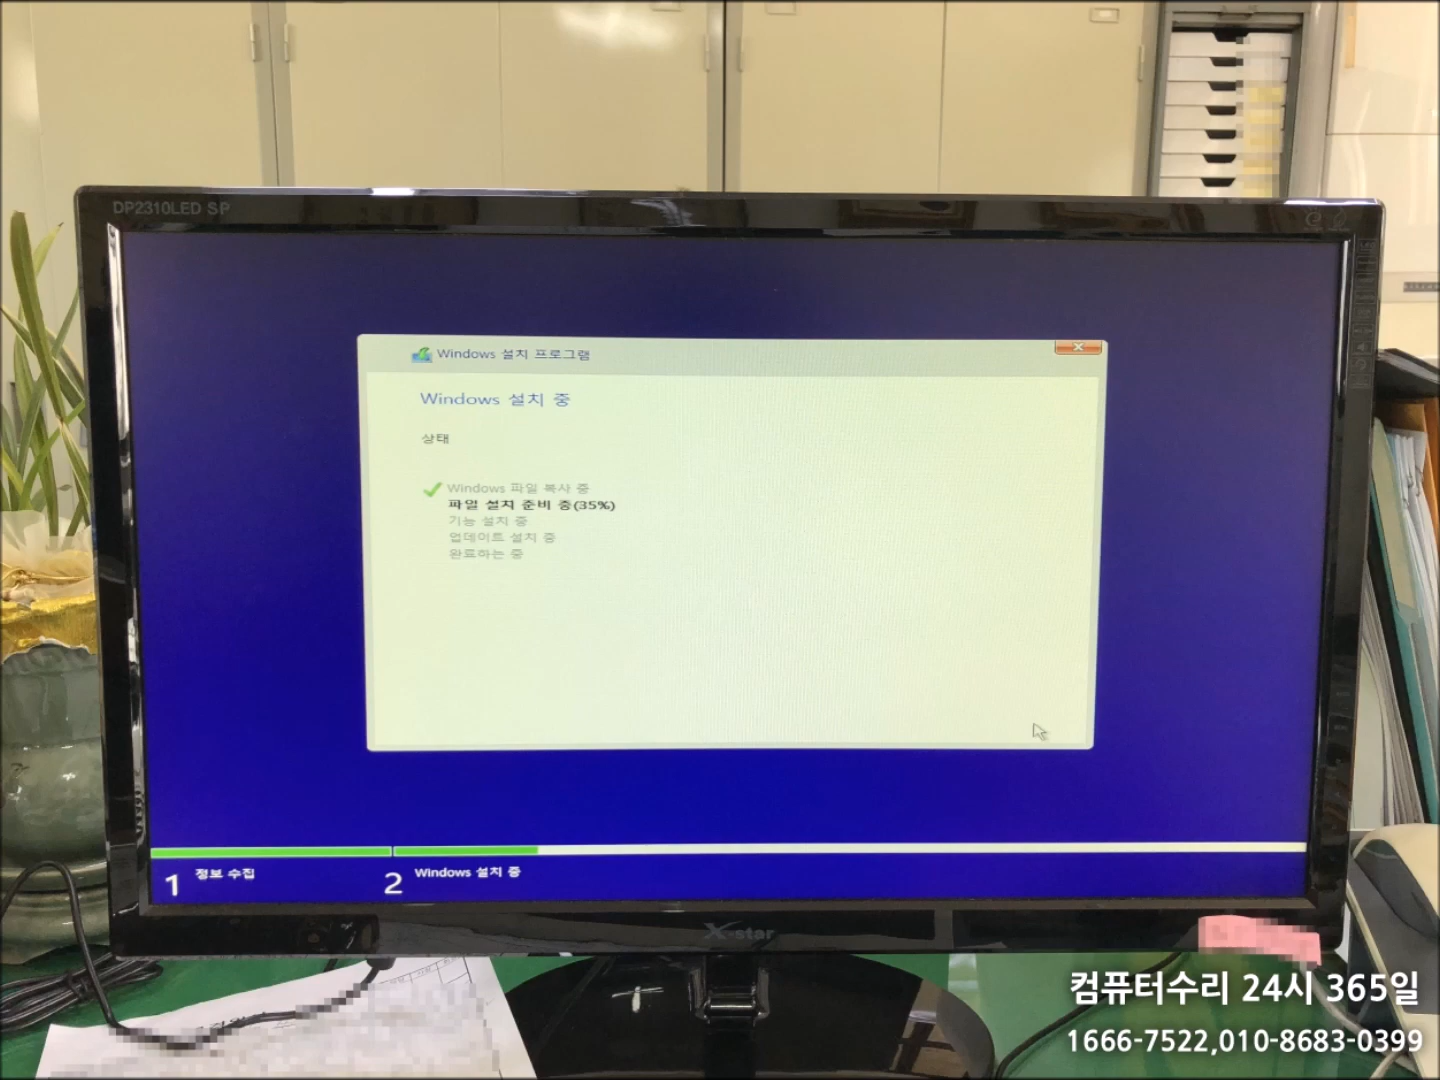 DP2310LED SP
Windows 설치 프로그램
Windows 설치 중
상태
Windows 파일 복사 중
파일 설치 준비 중(35%)
기능 설치 중
업데이트 설치 중
완료하는 중
1 정보 수집
2 Windows 설치 중
X-star
컴퓨터수리 24시 365일
1666-7522,010-8683-0399